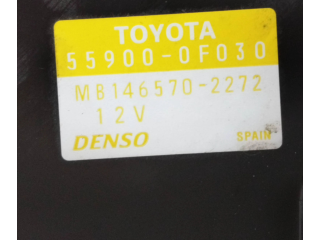 TOYOTA
55900-0F030
MB146570-2272
12V
DENSO SPAIN